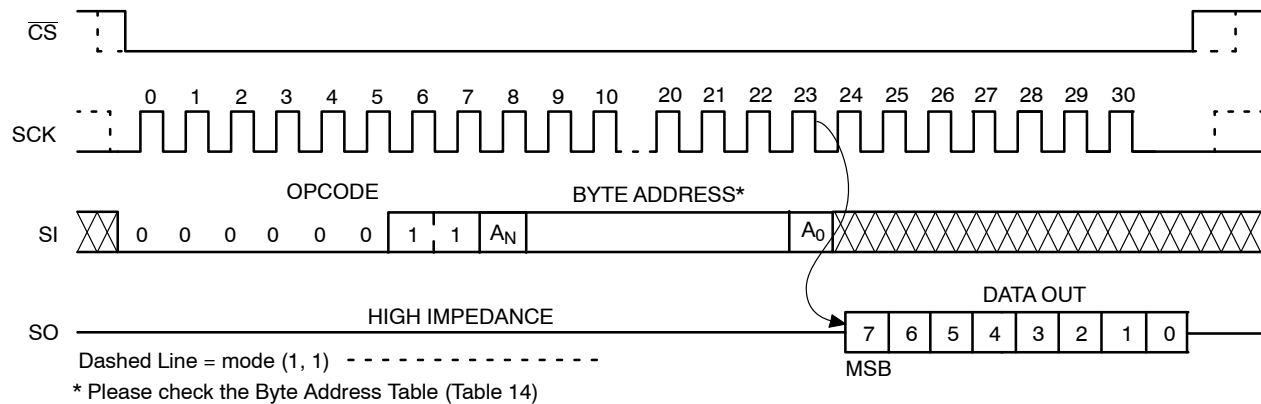 CS
0 1 2 3 4 5 6 7 8 9 10 20 21 22 23 24 25 26 27 28 29 30
SCK
OPCODE BYTE ADDRESS*
SI 0 0 0 0 0 0 1 1 AN A0
DATA OUT
HIGH IMPEDANCE
SO 7 6 5 4 3 2 1 0
Dashed Line = mode (1, 1) - - - - - - - - - - - - - -
MSB
* Please check the Byte Address Table (Table 14)